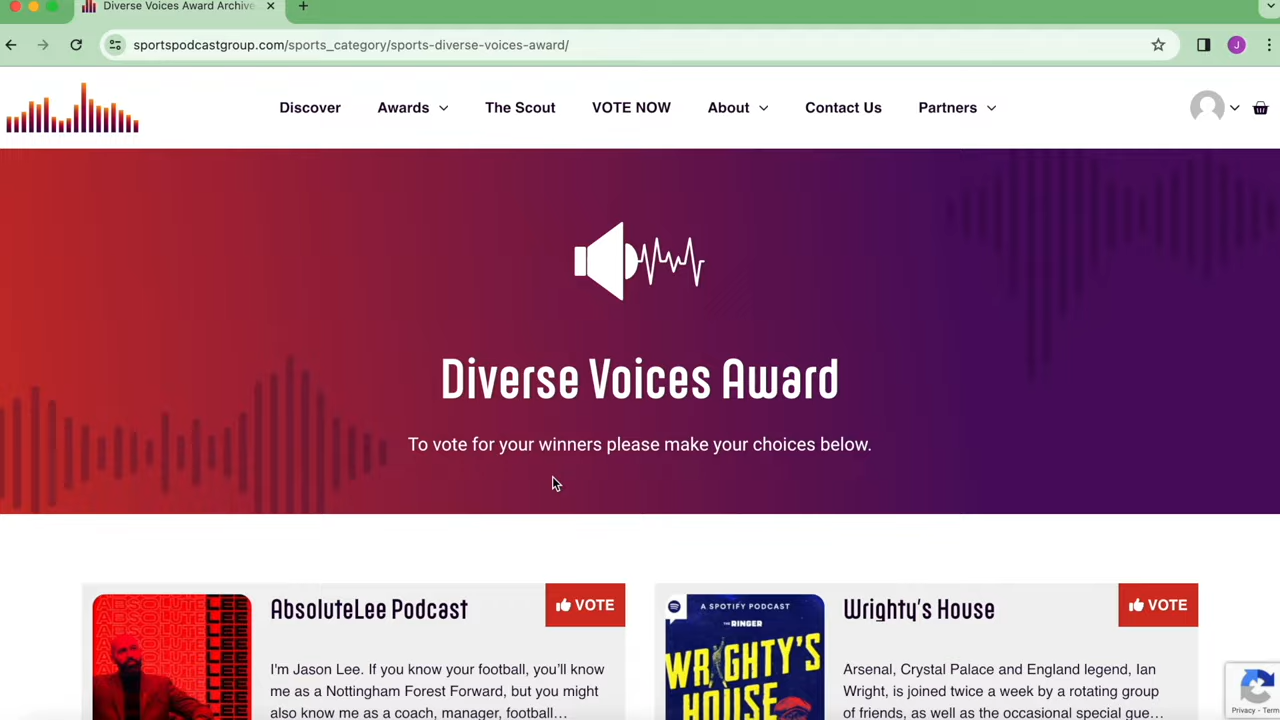 Diverse Voices Award Archive
sportspodcastgroup.com/sports_category/sports-diverse-voices-award/
J
Discover Awards The Scout VOTE NOW About Contact Us Partners
Diverse Voices Award
To vote for your winners please make your choices below.
AbsoluteLee Podcast
VOTE
I'm Jason Lee. If you know your football, you'll know
me as a Nottingham Forest Forward, but you might
also know me as a coach, manager, football...
A SPOTIFY PODCAST
THE RINGER
WRIGHTY'S
HOUSE
Wrighty's House
VOTE
Arsenal, Crystal Palace and England legend, Ian
Wright, is joined twice a week by a rotating group
of friends, as well as the occasional special gue...
Privacy - Term